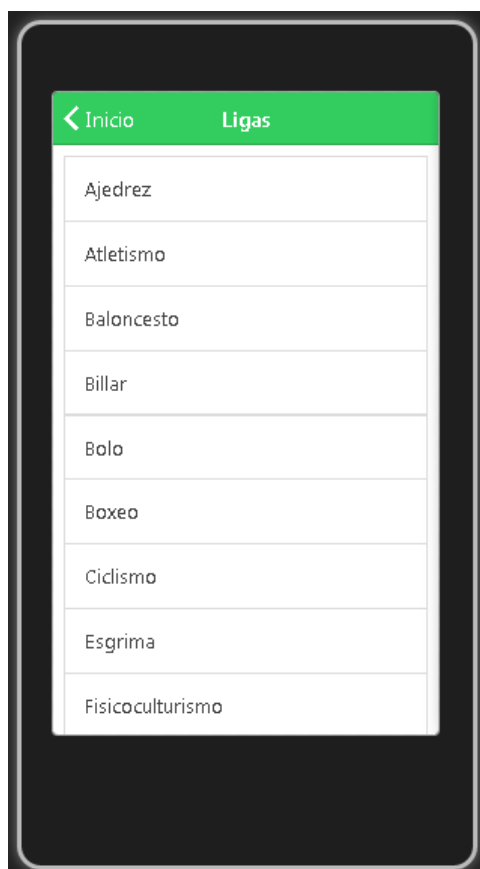 Inicio Ligas
Ajedrez
Atletismo
Baloncesto
Billar
Bolo
Boxeo
Ciclismo
Esgrima
Fisicoculturismo